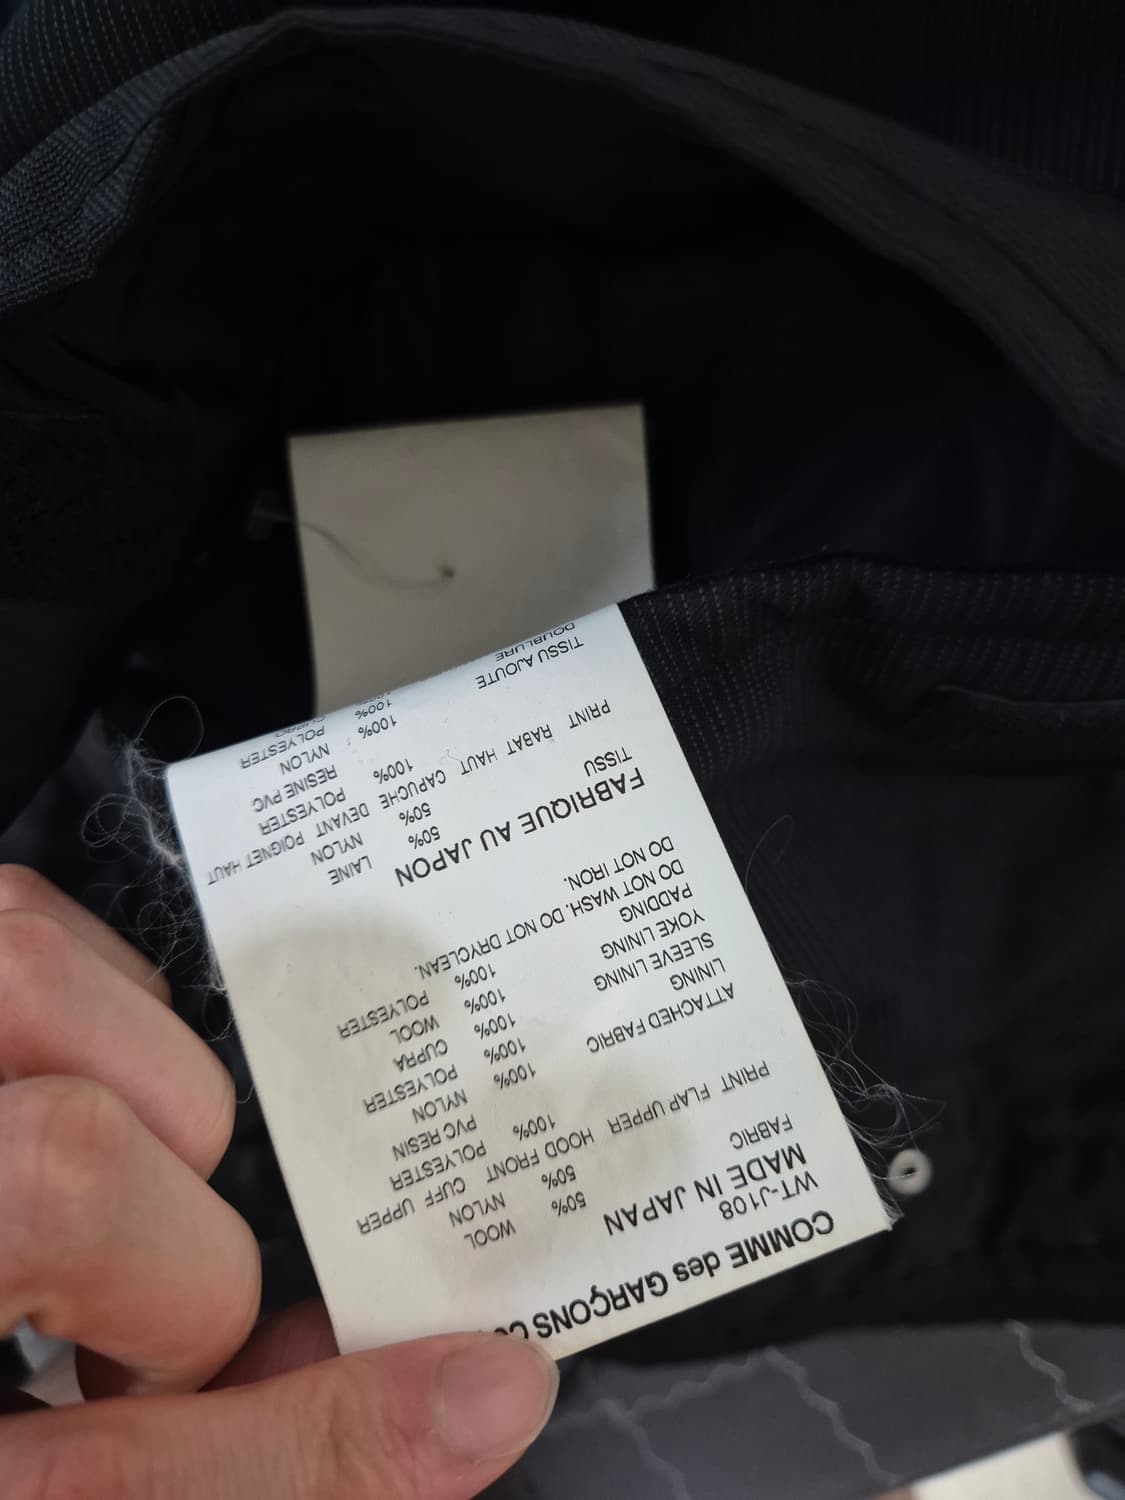 COMME des GARÇONS
WT-J108
MADE IN JAPAN
FABRIC WOOL 50%
NYLON 50%
PRINT FLAP UPPER HOOD FRONT CUFF UPPER
POLYESTER 100%
PVC RESIN
ATTACHED FABRIC NYLON 100%
LINING POLYESTER 100%
SLEEVE LINING CUPRA 100%
YOKE LINING WOOL 100%
PADDING POLYESTER 100%
DO NOT WASH. DO NOT DRYCLEAN.
DO NOT IRON.
FABRIQUE AU JAPON
TISSU LAINE 50%
NYLON 50%
PRINT RABAT HAUT CAPUCHE DEVANT POIGNET HAUT
POLYESTER 100%
RESINE PVC
TISSU AJOUTE NYLON 100%
DOUBLURE POLYESTER 100%